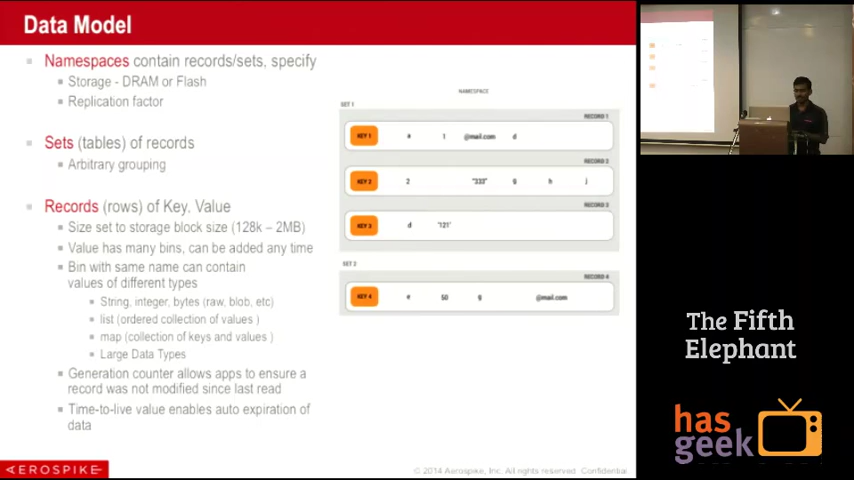 Data Model
Namespaces contain records/sets, specify
Storage - DRAM or Flash
Replication factor
Sets (tables) of records
Arbitrary grouping
Records (rows) of Key, Value
Size set to storage block size (128k – 2MB)
Value has many bins, can be added any time
Bin with same name can contain
values of different types
String, integer, bytes (raw, blob, etc)
list (ordered collection of values )
map (collection of keys and values )
Large Data Types
Generation counter allows apps to ensure a
record was not modified since last read
Time-to-live value enables auto expiration of
data
NAMESPACE
SET 1
RECORD 1
KEY 1 a 1 @mail.com d
RECORD 2
KEY 2 2 "333" g h j
RECORD 3
KEY 3 d "121"
SET 2
RECORD 4
KEY 4 e 50 g @mail.com
AEROSPIKE
© 2014 Aerospike, Inc. All rights reserved. Confidential
The Fifth
Elephant
has
geek